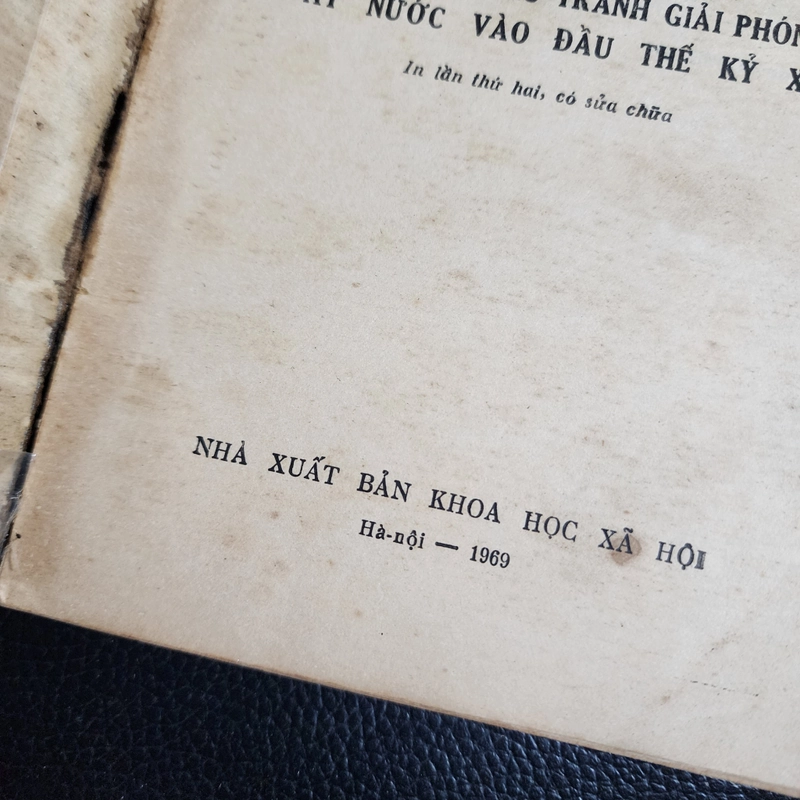 TRANH GIẢI PHÓN
NƯỚC VÀO ĐẦU THẾ KỶ X
In lần thứ hai, có sửa chữa
NHÀ XUẤT BẢN KHOA HỌC XÃ HỘI
Hà-nội — 1969